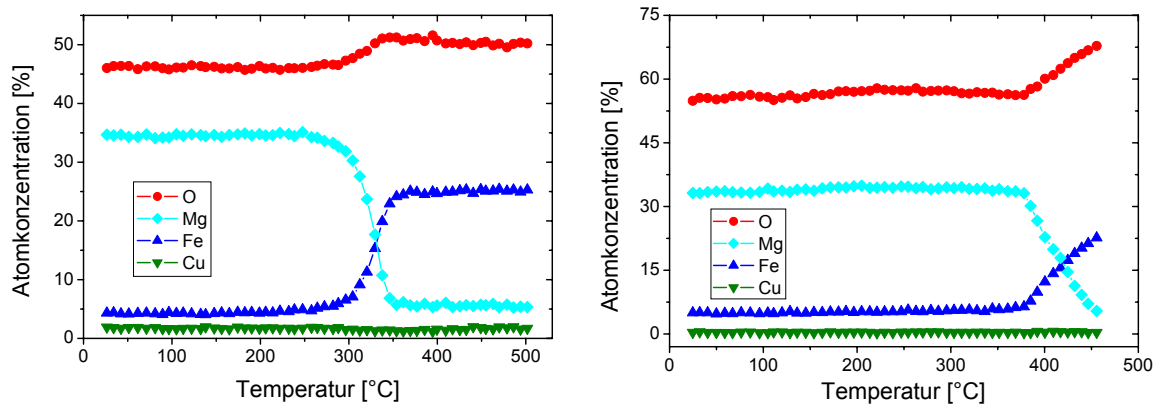 Atomkonzentration [%]
50
40
30
20
10
0
O
Mg
Fe
Cu
0 100 200 300 400 500
Temperatur [°C]
Atomkonzentration [%]
75
60
45
30
15
0
O
Mg
Fe
Cu
0 100 200 300 400 500
Temperatur [°C]